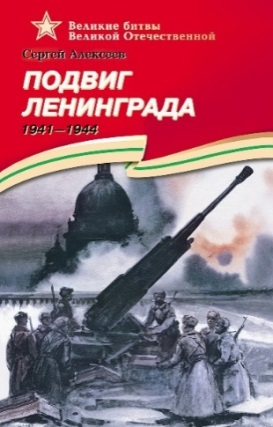 Великие битвы
Великой Отечественной
Сергей Алексеев
ПОДВИГ
ЛЕНИНГРАДА
1941—1944